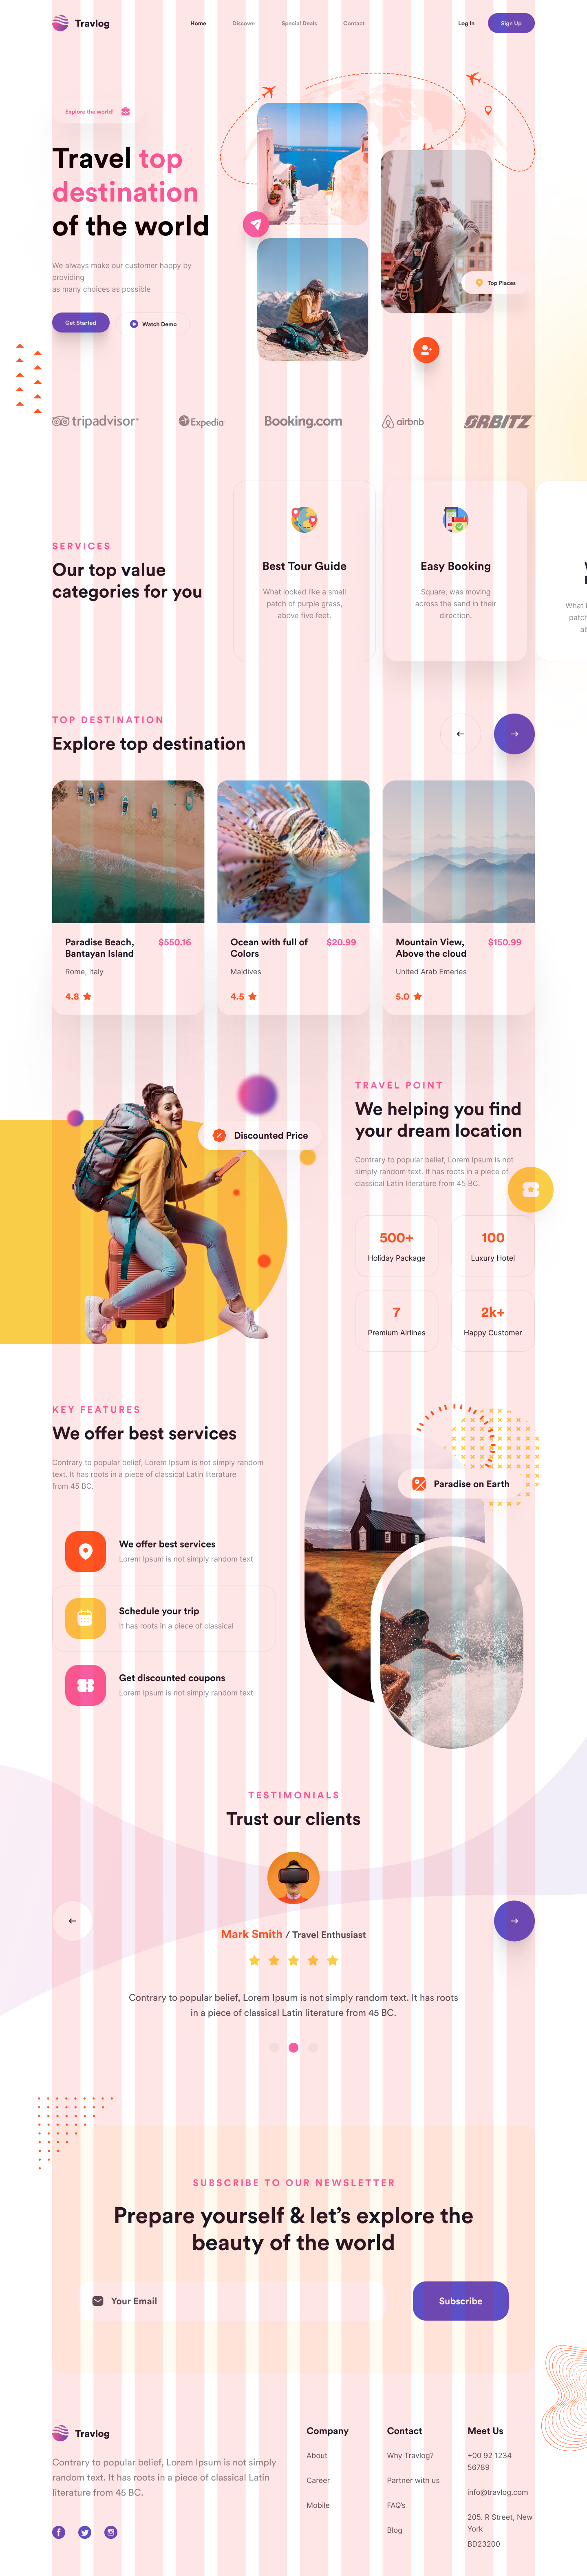 Travlog
Home
Discover
Special Deals
Contact
Log In
Sign Up
Explore the world!
Travel top
destination
of the world
We always make our customer happy by
providing
as many choices as possible
Get Started
Watch Demo
Top Places
tripadvisor
Expedia
Booking.com
airbnb
ORBITZ
SERVICES
Our top value
categories for you
Best Tour Guide
What looked like a small
patch of purple grass,
above five feet.
Easy Booking
Square, was moving
across the sand in their
direction.
TOP DESTINATION
Explore top destination
Paradise Beach,
Bantayan Island
$550.16
Rome, Italy
4.8
Ocean with full of
Colors
$20.99
Maldives
4.5
Mountain View,
Above the cloud
$150.99
United Arab Emeries
5.0
Discounted Price
TRAVEL POINT
We helping you find
your dream location
Contrary to popular belief, Lorem Ipsum is not
simply random text. It has roots in a piece of
classical Latin literature from 45 BC.
500+
Holiday Package
100
Luxury Hotel
7
Premium Airlines
2k+
Happy Customer
KEY FEATURES
We offer best services
Contrary to popular belief, Lorem Ipsum is not simply random
text. It has roots in a piece of classical Latin literature
from 45 BC.
We offer best services
Lorem Ipsum is not simply random text
Schedule your trip
It has roots in a piece of classical
Get discounted coupons
Lorem Ipsum is not simply random text
Paradise on Earth
TESTIMONIALS
Trust our clients
Mark Smith / Travel Enthusiast
Contrary to popular belief, Lorem Ipsum is not simply random text. It has roots
in a piece of classical Latin literature from 45 BC.
SUBSCRIBE TO OUR NEWSLETTER
Prepare yourself & let's explore the
beauty of the world
Your Email
Subscribe
Travlog
Contrary to popular belief, Lorem Ipsum is not simply
random text. It has roots in a piece of classical Latin
literature from 45 BC.
Company
About
Career
Mobile
Contact
Why Travlog?
Partner with us
FAQ's
Blog
Meet Us
+00 92 1234
56789
info@travlog.com
205. R Street, New
York
BD23200